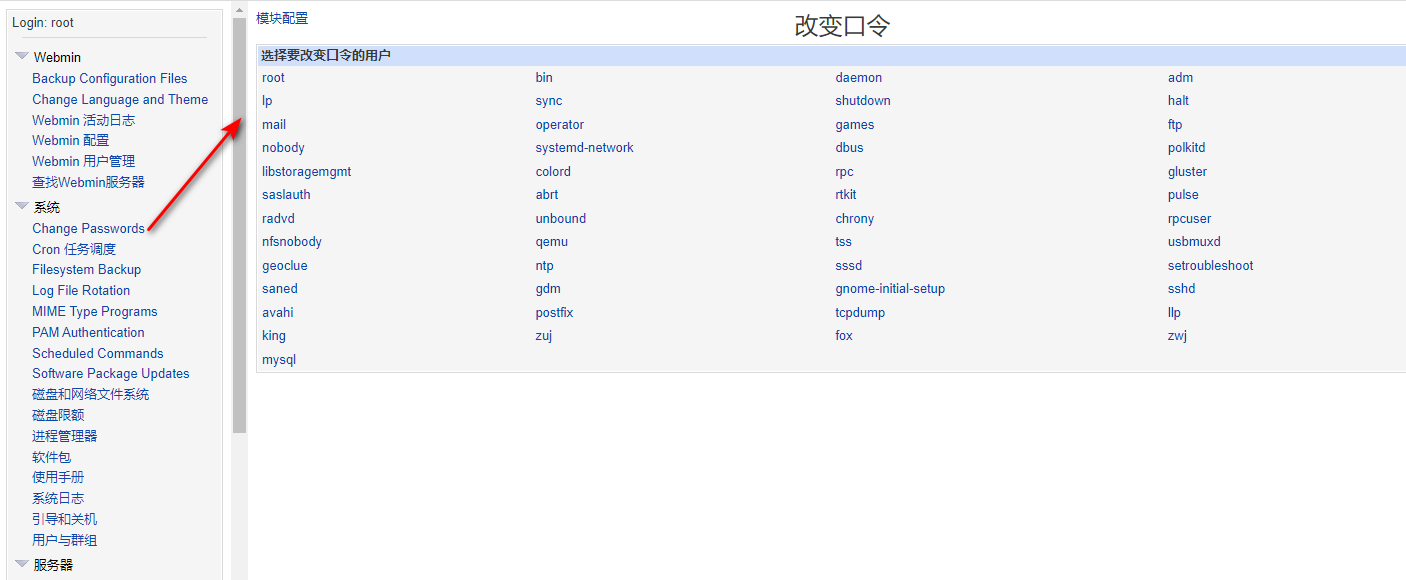 Login: root
Webmin
Backup Configuration Files
Change Language and Theme
Webmin 活动日志
Webmin 配置
Webmin 用户管理
查找Webmin服务器
系统
Change Passwords
Cron 任务调度
Filesystem Backup
Log File Rotation
MIME Type Programs
PAM Authentication
Scheduled Commands
Software Package Updates
磁盘和网络文件系统
磁盘限额
进程管理器
软件包
使用手册
系统日志
引导和关机
用户与群组
服务器
模块配置
改变口令
选择要改变口令的用户
root bin daemon adm
lp sync shutdown halt
mail operator games ftp
nobody systemd-network dbus polkitd
libstoragemgmt colord rpc gluster
saslauth abrt rtkit pulse
radvd unbound chrony rpcuser
nfsnobody qemu tss usbmuxd
geoclue ntp sssd setroubleshoot
saned gdm gnome-initial-setup sshd
avahi postfix tcpdump llp
king zuj fox zwj
mysql